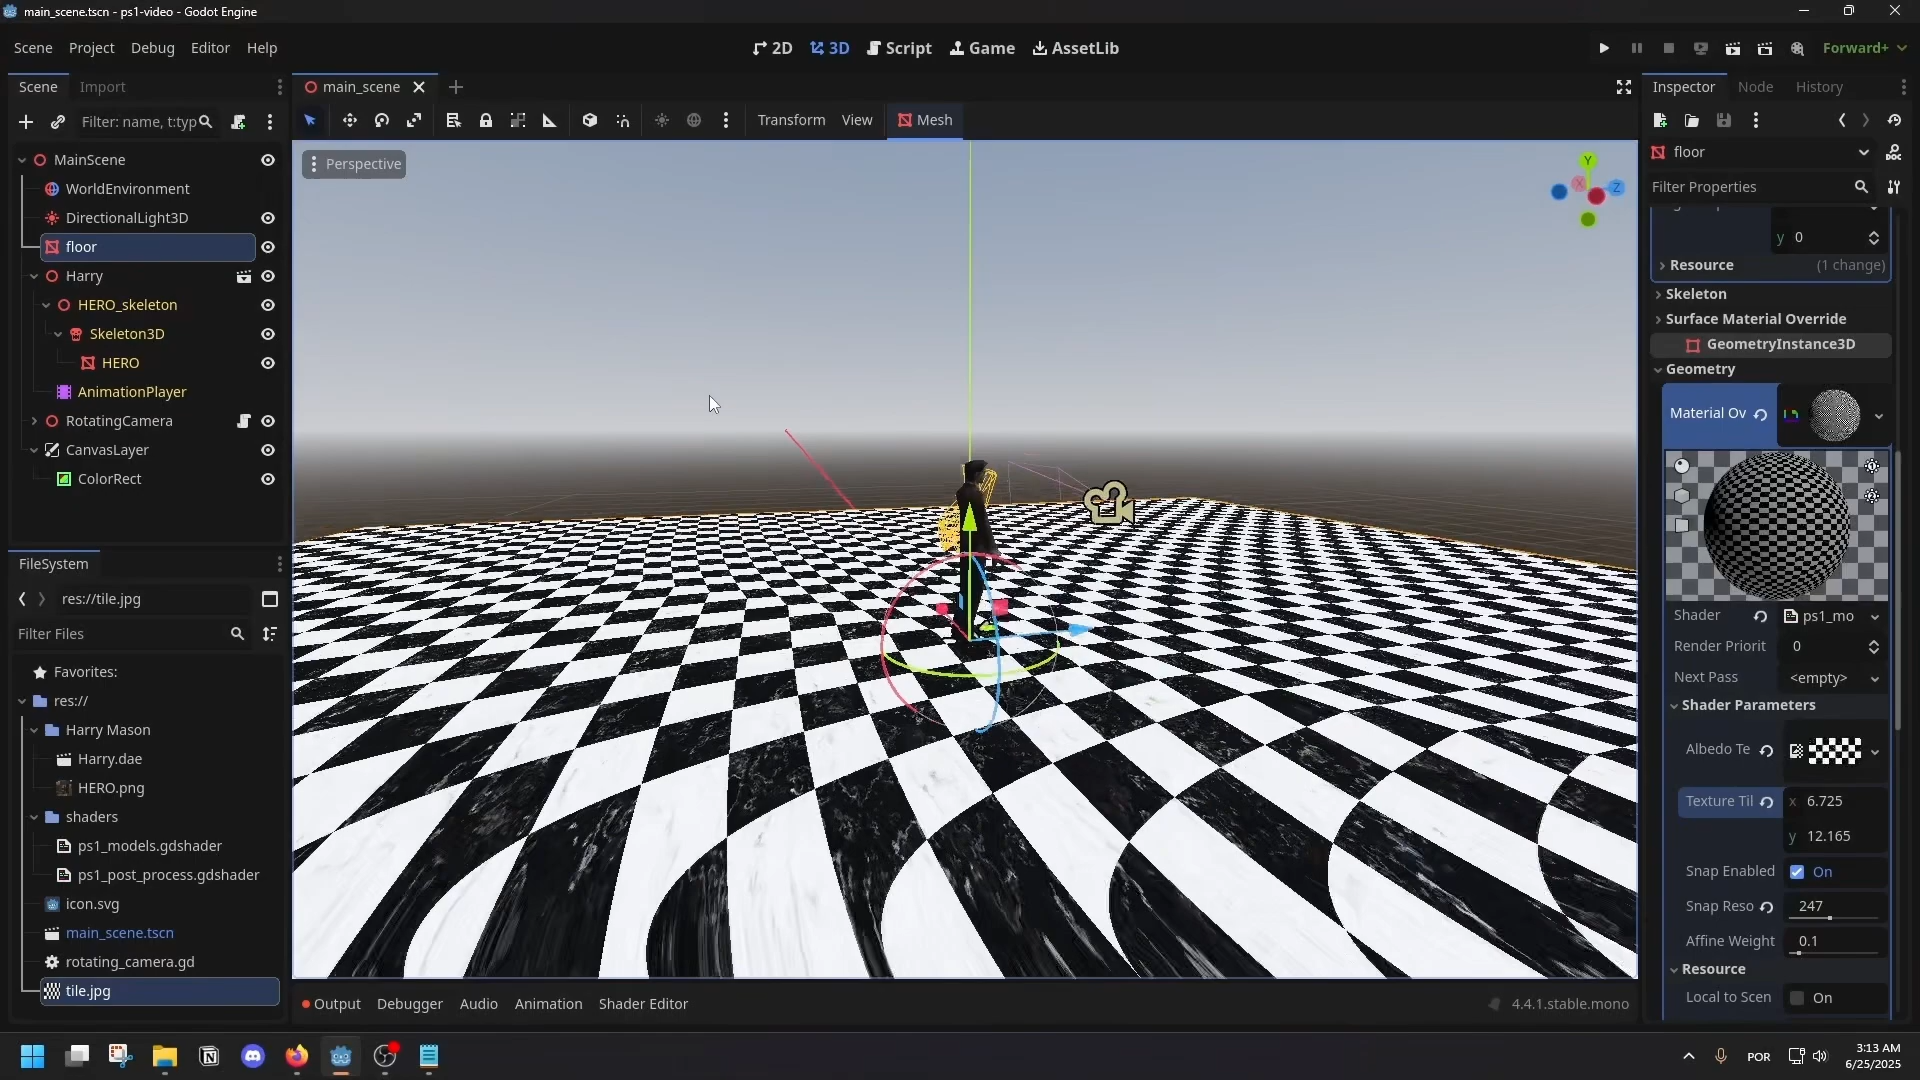 main_scene.tscn - ps1-video - Godot Engine
Scene Project Debug Editor Help
2D 3D Script Game AssetLib
Forward+
Scene Import
main_scene
Inspector Node History
Filter: name, t:typ
Transform View Mesh
MainScene
WorldEnvironment
DirectionalLight3D
floor
Harry
HERO_skeleton
Skeleton3D
HERO
AnimationPlayer
RotatingCamera
CanvasLayer
ColorRect
FileSystem
res://tile.jpg
Filter Files
Favorites:
res://
Harry Mason
Harry.dae
HERO.png
shaders
ps1_models.gdshader
ps1_post_process.gdshader
icon.svg
main_scene.tscn
rotating_camera.gd
tile.jpg
Perspective
Y
X
Z
Output Debugger Audio Animation Shader Editor
4.4.1.stable.mono
floor
Filter Properties
y 0
Resource (1 change)
Skeleton
Surface Material Override
GeometryInstance3D
Geometry
Material Ov
Shader ps1_mo
Render Priorit 0
Next Pass <empty>
Shader Parameters
Albedo Te
Texture Til x 6.725
y 12.165
Snap Enabled On
Snap Reso 247
Affine Weight 0.1
Resource
Local to Scen On
POR
3:13 AM
6/25/2025